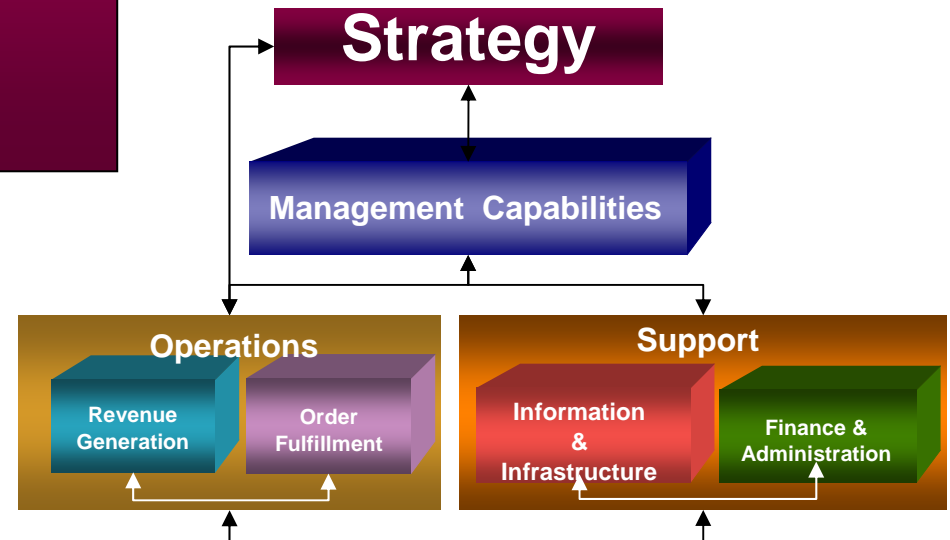 Strategy
Management Capabilities
Operations
Revenue
Generation
Order
Fulfillment
Support
Information
&
Infrastructure
Finance &
Administration